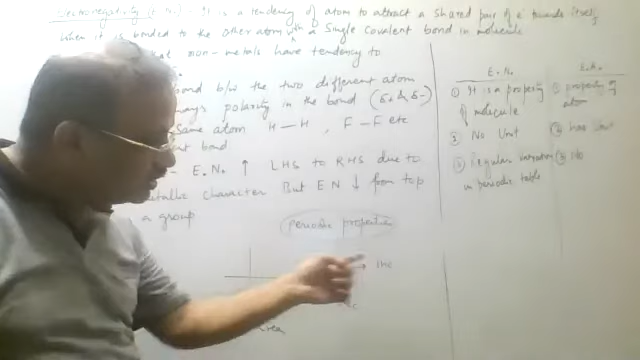 Electronegativity (E.N.) - It is a tendency of atom to attract a shared pair of e⁻ towards itself
when it is bonded to the other atom with a single covalent bond in molecule
that non-metals have tendency to
bond b/w the two different atom
polarity in the bond (δ+ & δ-)
Same atom H—H , F—F etc
bond
E.N. ↑ LHS to RHS due to
metallic character But EN ↓ from top
a group
periodic properties
Inc
E.N.
① It is a property
of molecule
② No Unit
③ Regular variation
in periodic table
① property of
atom
② has Unit
③ No